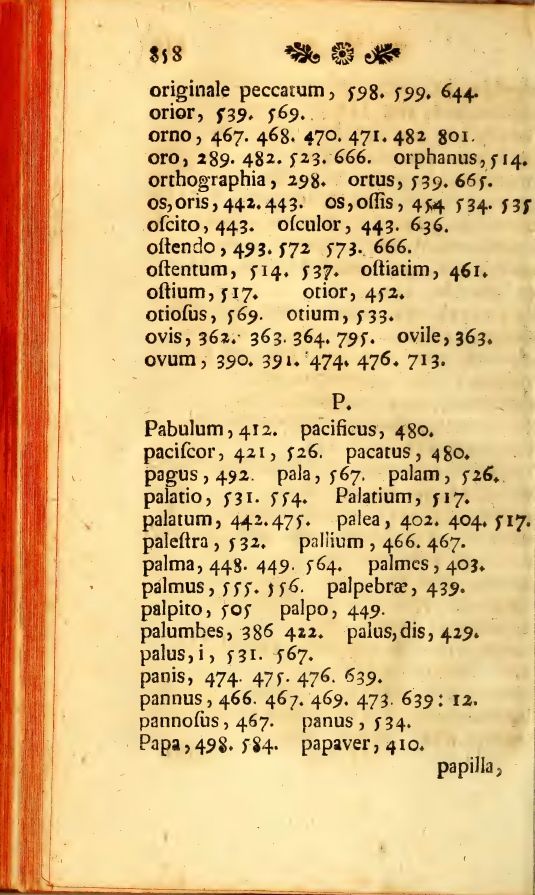 858
originale peccatum, 598. 599. 644.
orior, 539. 569.
orno, 467. 468. 470. 471. 482 801.
oro, 289. 482. 523. 666. orphanus, 514.
orthographia, 298. ortus, 539. 665.
os, oris, 442. 443. os, oſſis, 454 534. 535
oſcito, 443. oſculor, 443. 636.
oſtendo, 493. 572 573. 666.
oſtentum, 514. 537. oſtiatim, 461.
oſtium, 517. otior, 452.
otioſus, 569. otium, 533.
ovis, 362. 363. 364. 795. ovile, 363.
ovum, 390. 391. 474. 476. 713.
P.
Pabulum, 412. pacificus, 480.
paciſcor, 421, 526. pacatus, 480.
pagus, 492. pala, 567. palam, 526.
palatio, 531. 554. Palatium, 517.
palatum, 442. 475. palea, 402. 404. 517.
paleſtra, 532. pallium, 466. 467.
palma, 448. 449. 564. palmes, 403.
palmus, 555. 556. palpebræ, 439.
palpito, 505 palpo, 449.
palumbes, 386 422. palus, dis, 429.
palus, i, 531. 567.
panis, 474. 475. 476. 639.
pannus, 466. 467. 469. 473. 639: 12.
pannoſus, 467. panus, 534.
Papa, 498. 584. papaver, 410.
papilla,